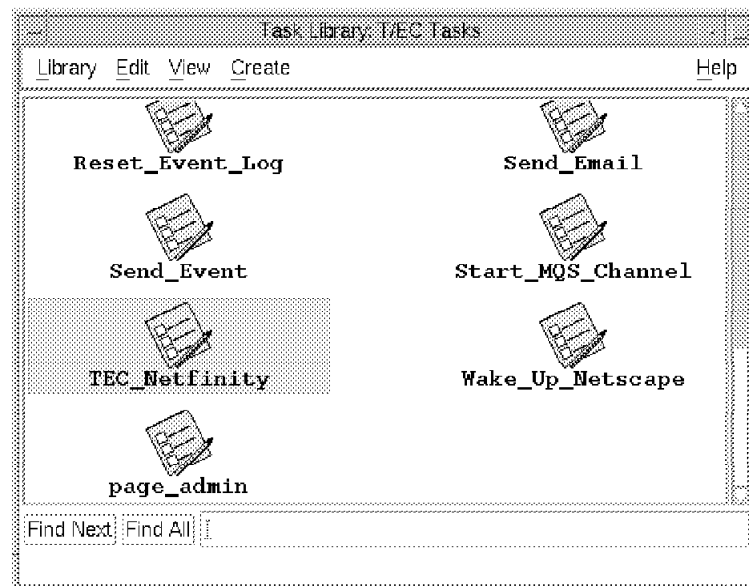 Task Library: T/EC Tasks
Library Edit View Create Help
Reset_Event_Log Send_Email
Send_Event Start_MQS_Channel
TEC_Netfinity Wake_Up_Netscape
page_admin
Find Next Find All